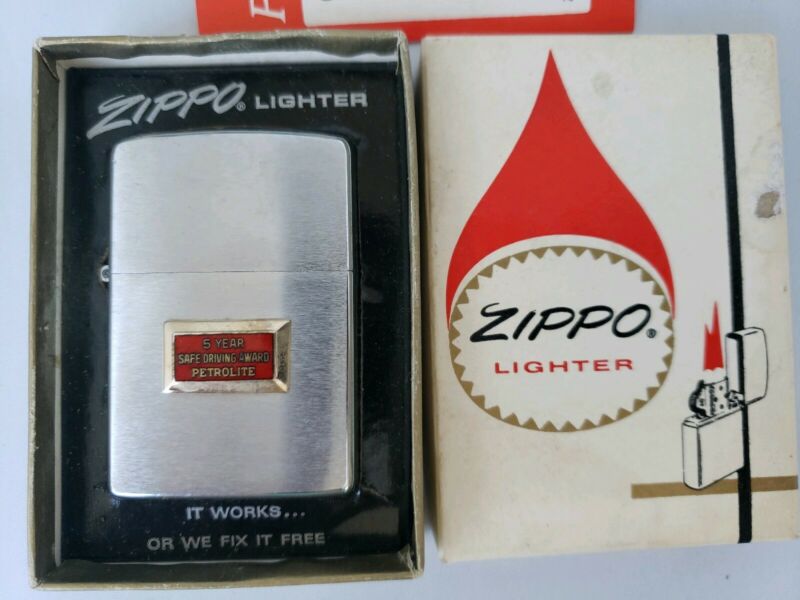 ZIPPO® LIGHTER
5 YEAR
SAFE DRIVING AWARD
PETROLITE
IT WORKS...
OR WE FIX IT FREE
ZIPPO®
LIGHTER